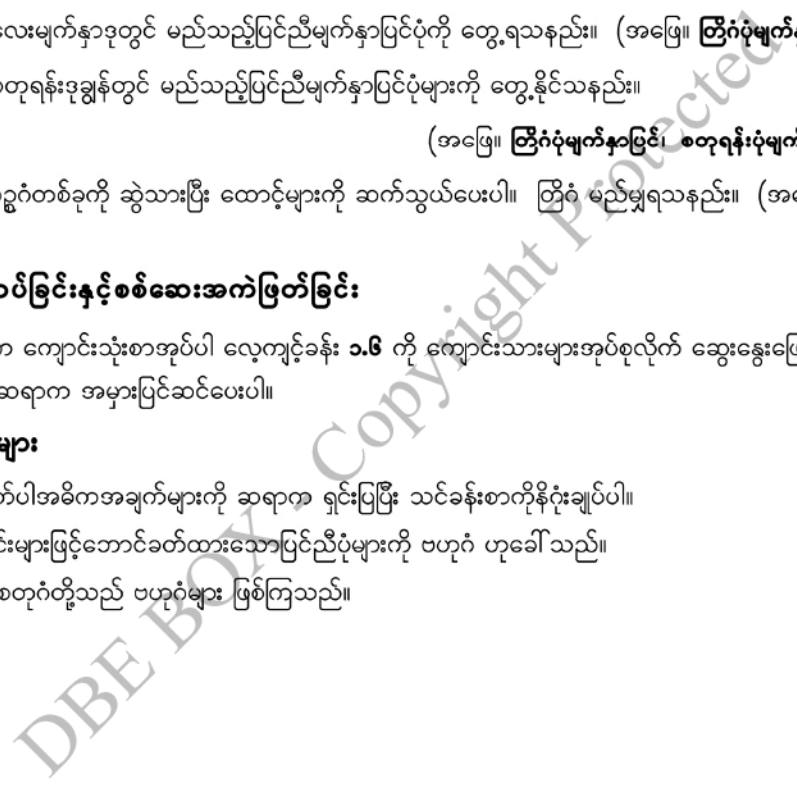 လေးမျက်နှာဒုတွင် မည်သည့်ပြင်ညီမျက်နှာပြင်ပုံကို တွေ့ရသနည်း။ (အဖြေ။ တြိဂံပုံမျက်
စတုရန်းဒုချွန်တွင် မည်သည့်ပြင်ညီမျက်နှာပြင်ပုံများကို တွေ့နိုင်သနည်း။
(အဖြေ။ တြိဂံပုံမျက်နှာပြင်၊ စတုရန်းပုံမျက်
တစ်ခုကို ဆွဲသားပြီး ထောင့်များကို ဆက်သွယ်ပေးပါ။ တြိဂံ မည်မျှရသနည်း။
ခြင်းနှင့်စစ်ဆေးအကဲဖြတ်ခြင်း
ကျောင်းသုံးစာအုပ်ပါ လေ့ကျင့်ခန်း ၁.၆ ကို ကျောင်းသားများအုပ်စုလိုက် ဆွေးနွေး
ဆရာက အမှားပြင်ဆင်ပေးပါ။
များ
အဓိကအချက်များကို ဆရာက ရှင်းပြပြီး သင်ခန်းစာကိုနိဂုံးချုပ်ပါ။
များဖြင့်ဘောင်ခတ်ထားသောပြင်ညီပုံများကို ဗဟုဂံ ဟုခေါ်သည်။
စတုဂံတို့သည် ဗဟုဂံများ ဖြစ်ကြသည်။
DBE BOX - Copyright Protected